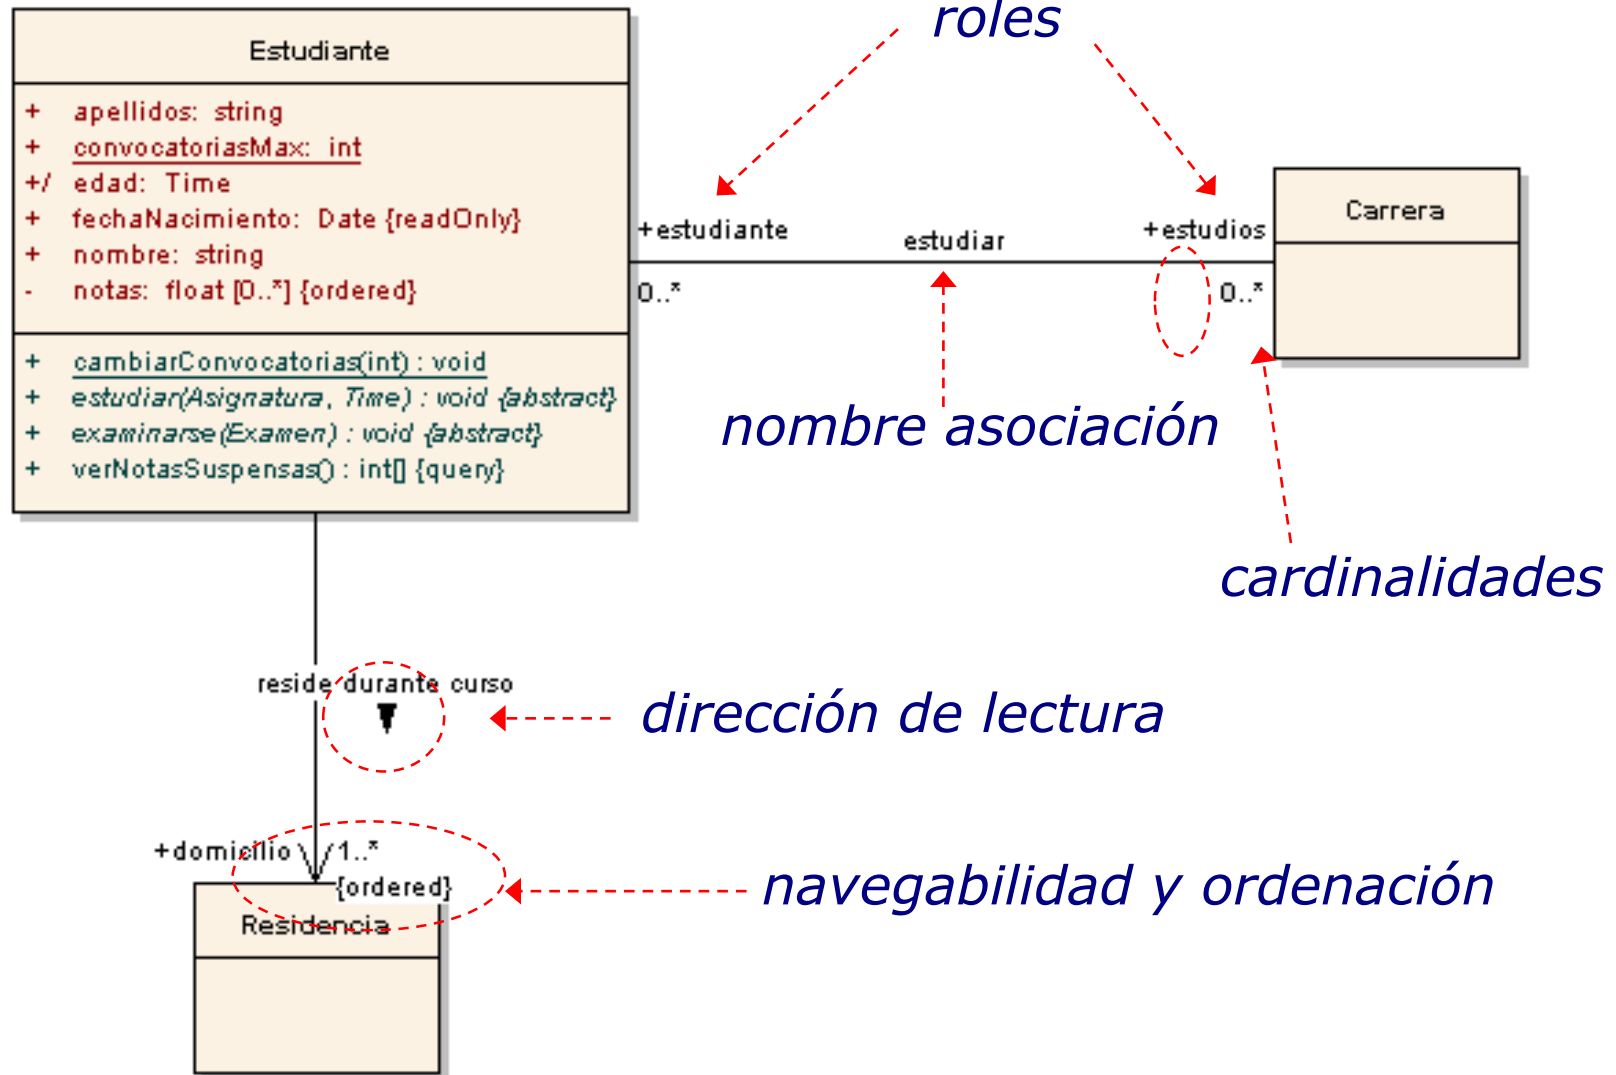 roles
Estudiante
+ apellidos: string
+ convocatoriasMax: int
+/ edad: Time
+ fechaNacimiento: Date {readOnly}
+ nombre: string
- notas: float [0..*] {ordered}
+ cambiarConvocatorias(int) : void
+ estudiar(Asignatura, Time) : void {abstract}
+ examinarse(Examen) : void {abstract}
+ verNotasSuspensas() : int[] {query}
+estudiante
estudiar
+estudios
0..*
0..*
Carrera
nombre asociación
cardinalidades
reside durante curso
dirección de lectura
+domicilio
1..*
{ordered}
navegabilidad y ordenación
Residencia